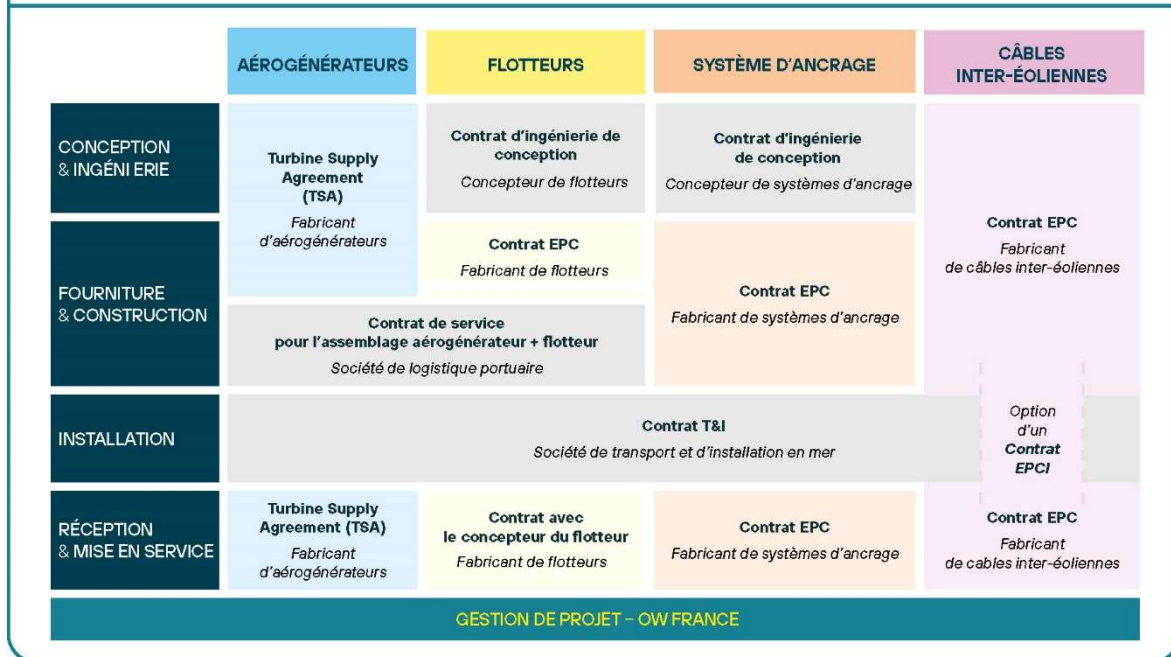 AÉROGÉNÉRATEURS
FLOTTEURS
SYSTÈME D'ANCRAGE
CÂBLES
INTER-ÉOLIENNES
CONCEPTION
& INGÉNI ERIE
Turbine Supply
Agreement
(TSA)
Fabricant
d'aérogénérateurs
Contrat d'ingénierie de
conception
Concepteur de flotteurs
Contrat d'ingénierie
de conception
Concepteur de systèmes d'ancrage
Contrat EPC
Fabricant
de câbles inter-éoliennes
FOURNITURE
& CONSTRUCTION
Contrat EPC
Fabricant de flotteurs
Contrat EPC
Fabricant de systèmes d'ancrage
Contrat de service
pour l'assemblage aérogénérateur + flotteur
Société de logistique portuaire
INSTALLATION
Contrat T&I
Société de transport et d'installation en mer
Option
d'un
Contrat
EPCI
RÉCEPTION
& MISE EN SERVICE
Turbine Supply
Agreement (TSA)
Fabricant
d'aérogénérateurs
Contrat avec
le concepteur du flotteur
Fabricant de flotteurs
Contrat EPC
Fabricant de systèmes d'ancrage
Contrat EPC
Fabricant
de cables inter-éoliennes
GESTION DE PROJET – OW FRANCE